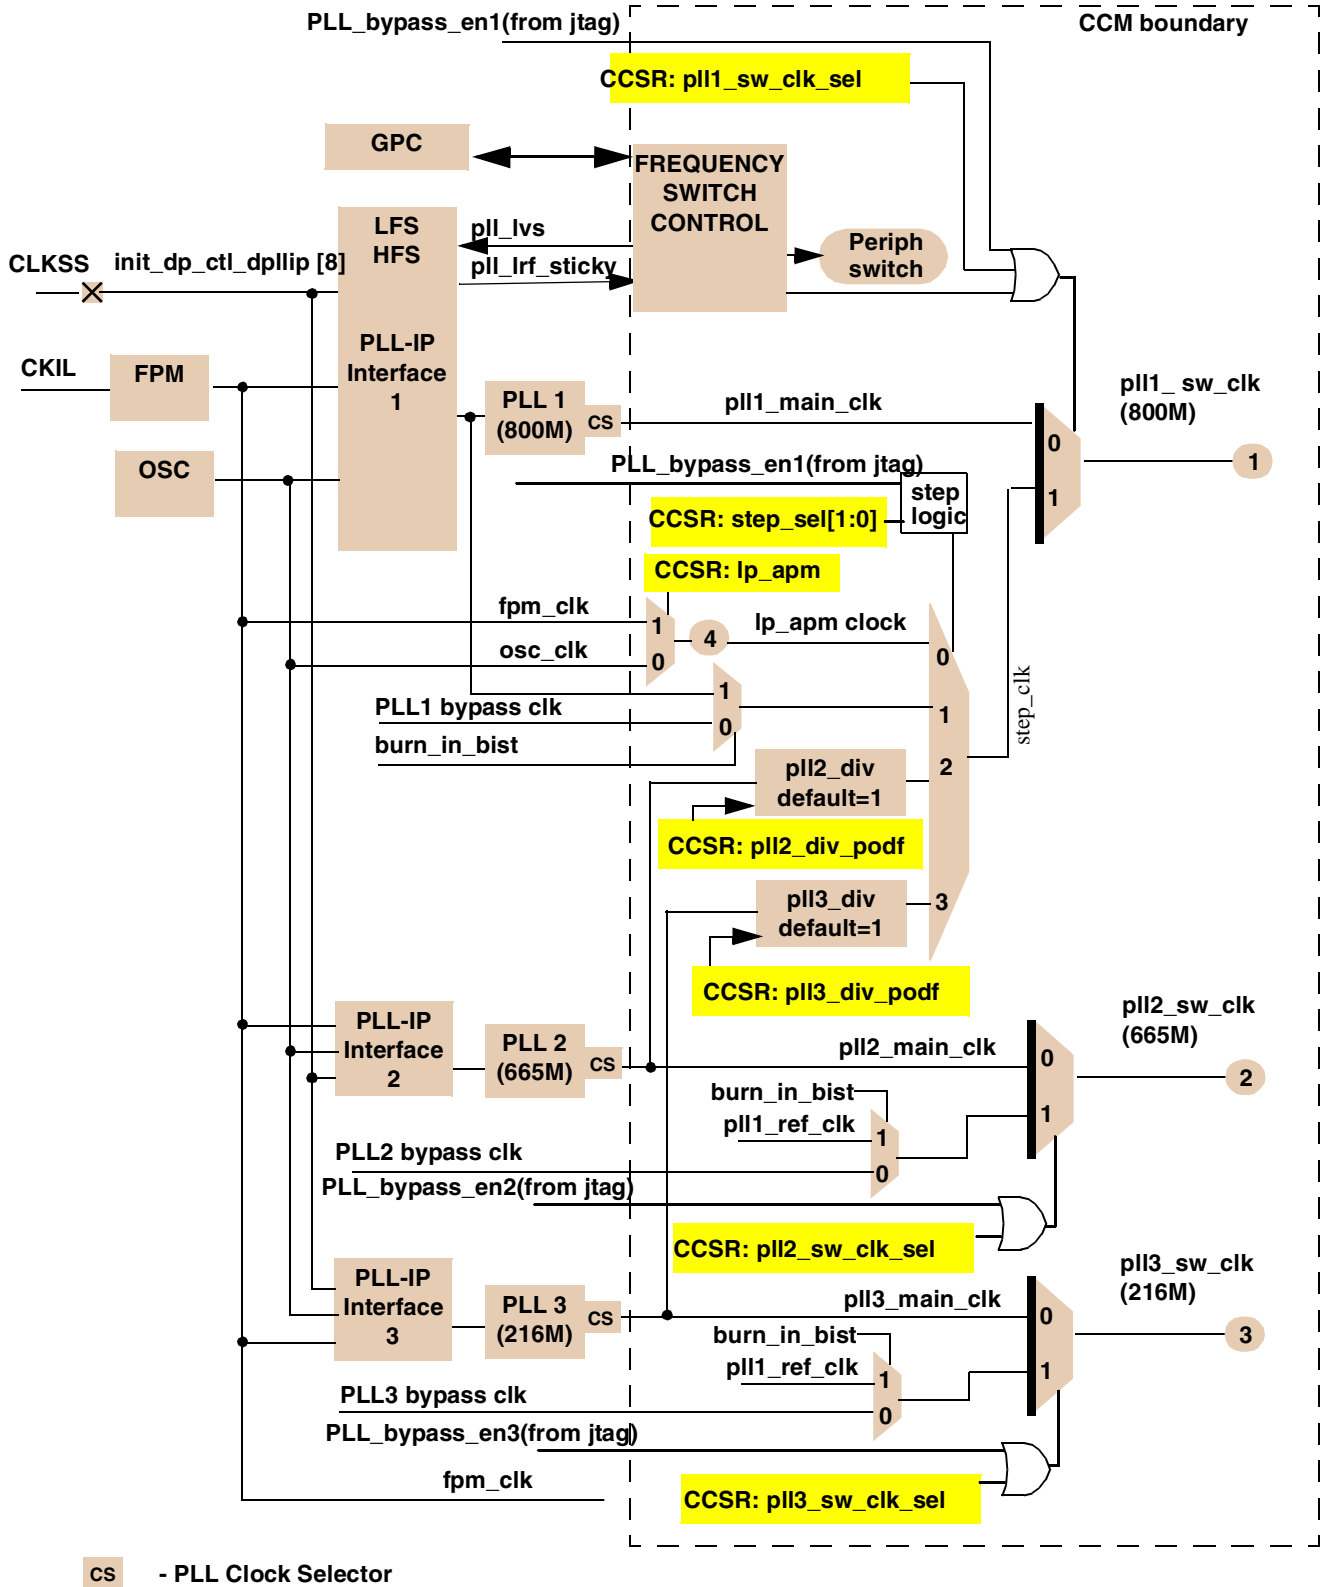 PLL_bypass_en1(from jtag)
CCM boundary
CCSR: pll1_sw_clk_sel
GPC
FREQUENCY
SWITCH
CONTROL
LFS
HFS
pll_lvs
pll_lrf_sticky
Periph
switch
CLKSS
init_dp_ctl_dpllip [8]
PLL-IP
Interface
1
CKIL
FPM
OSC
PLL 1
(800M)
CS
pll1_main_clk
0
1
pll1_ sw_clk
(800M)
1
PLL_bypass_en1(from jtag)
step
logic
CCSR: step_sel[1:0]
CCSR: lp_apm
fpm_clk
1
4
lp_apm clock
osc_clk
0
0
PLL1 bypass clk
1
0
1
burn_in_bist
step_clk
pll2_div
default=1
2
CCSR: pll2_div_podf
pll3_div
default=1
3
CCSR: pll3_div_podf
PLL-IP
Interface
2
PLL 2
(665M)
CS
pll2_main_clk
0
1
pll2_sw_clk
(665M)
2
burn_in_bist
pll1_ref_clk
1
PLL2 bypass clk
0
PLL_bypass_en2(from jtag)
CCSR: pll2_sw_clk_sel
PLL-IP
Interface
3
PLL 3
(216M)
CS
pll3_main_clk
0
1
pll3_sw_clk
(216M)
3
burn_in_bist
pll1_ref_clk
1
PLL3 bypass clk
0
PLL_bypass_en3(from jtag)
fpm_clk
CCSR: pll3_sw_clk_sel
CS - PLL Clock Selector